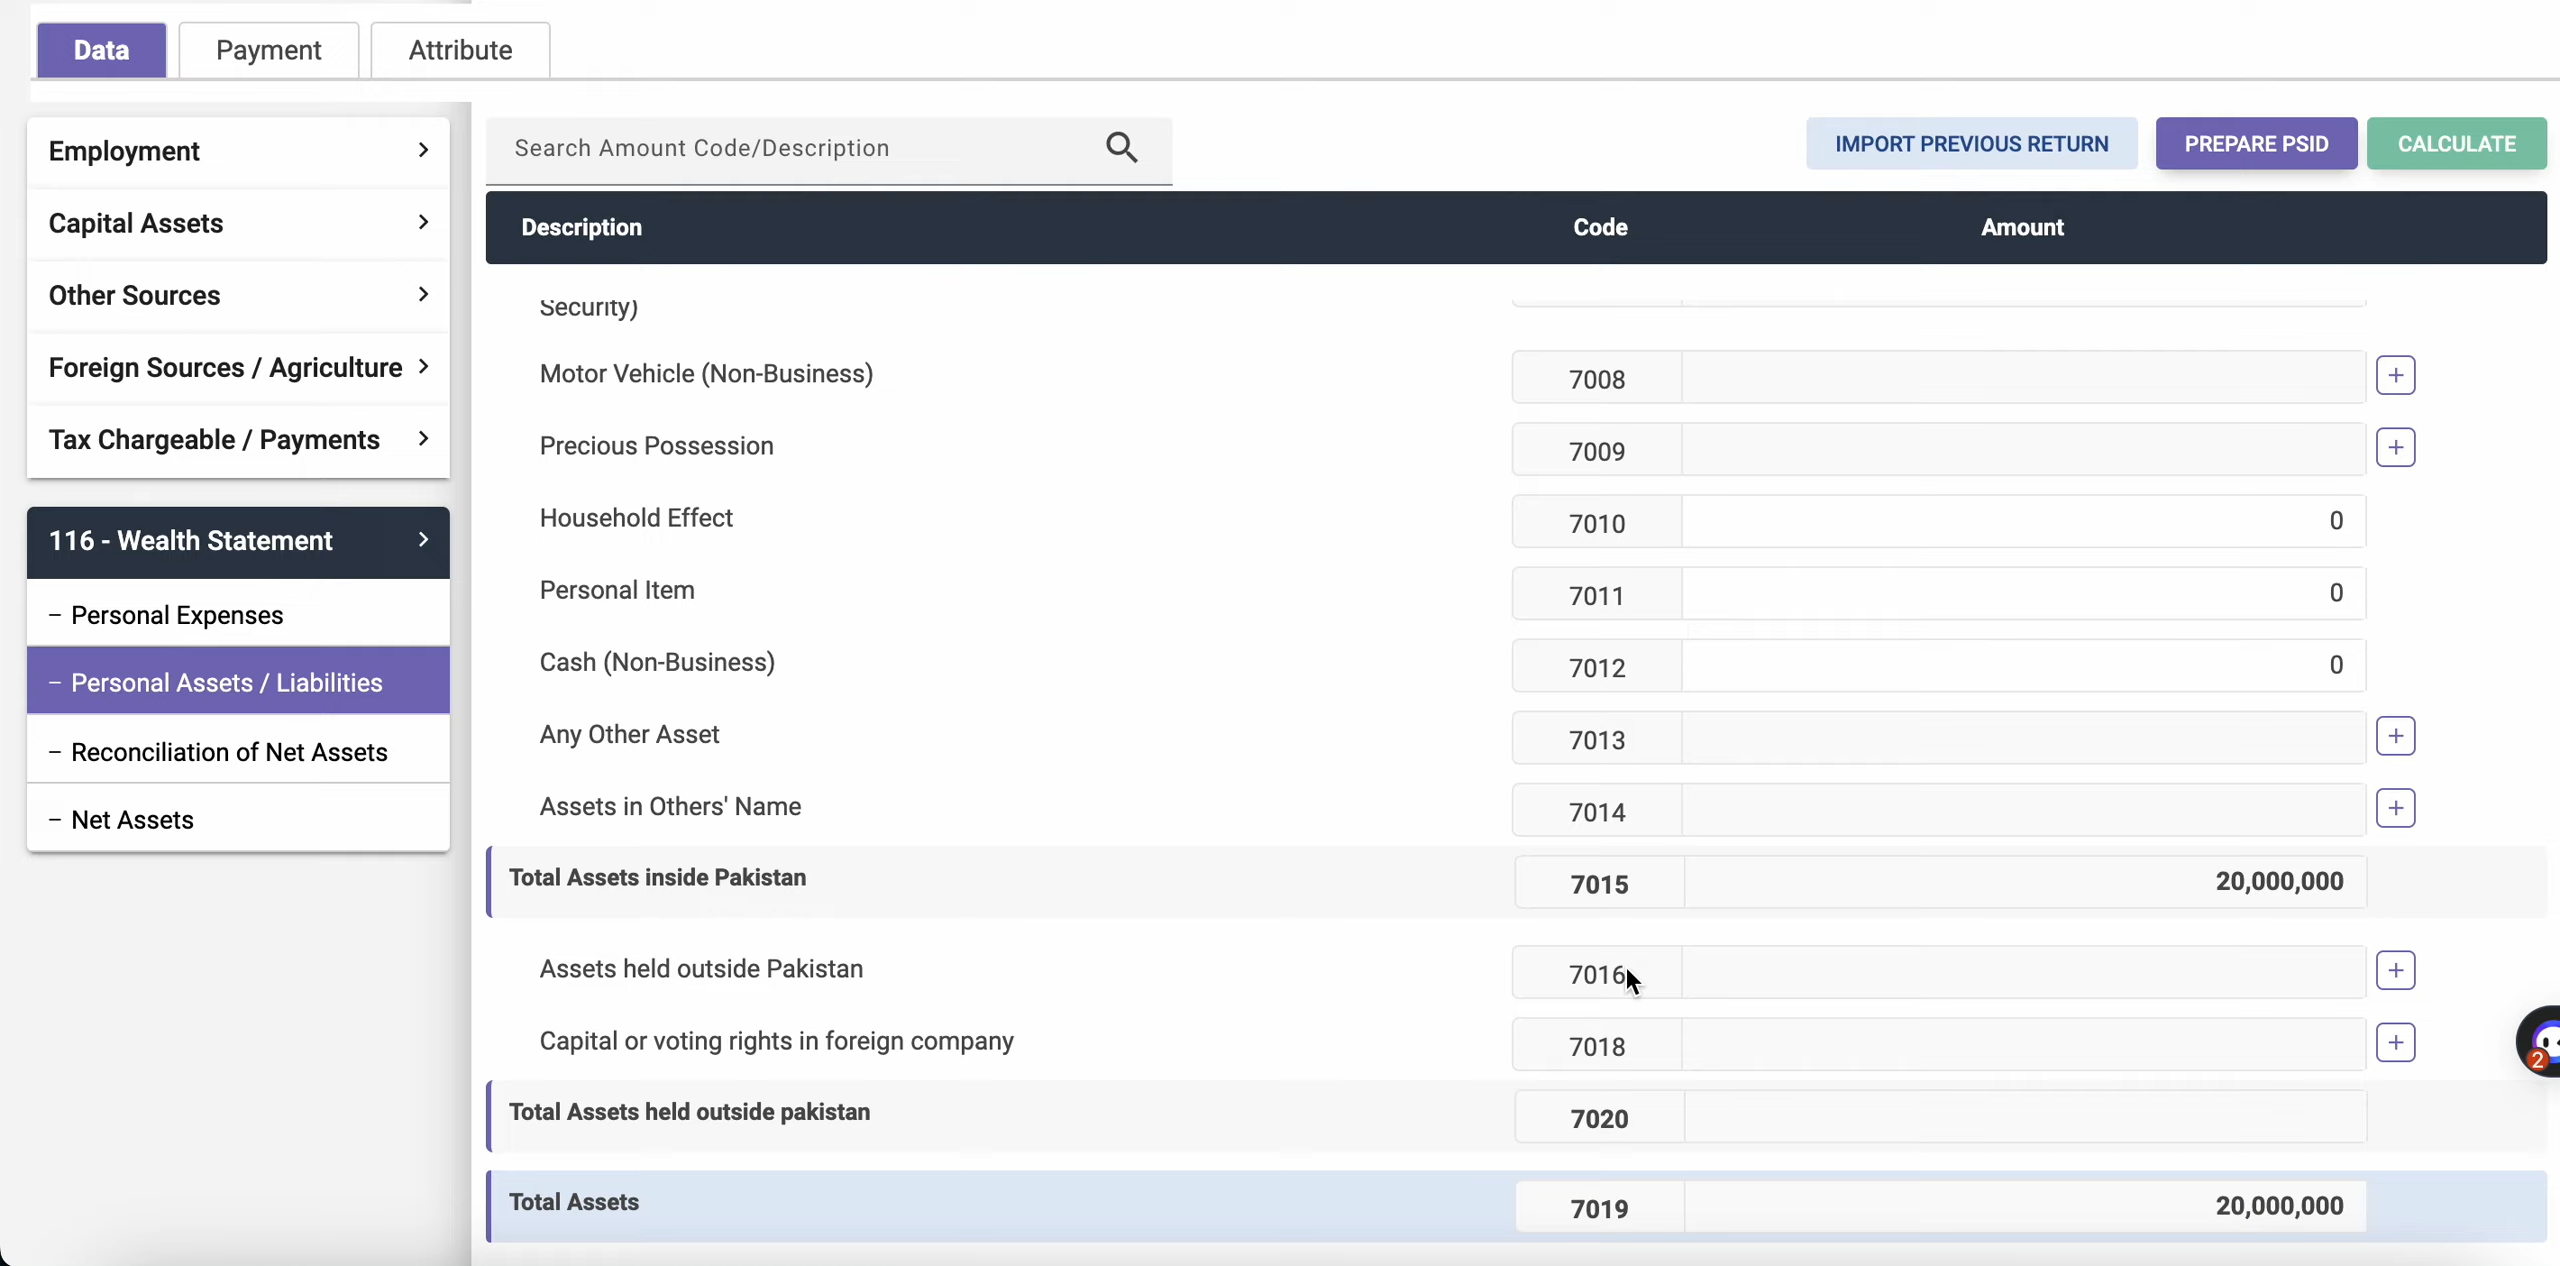 Data
Payment
Attribute
Employment
Capital Assets
Other Sources
Foreign Sources / Agriculture
Tax Chargeable / Payments
116 - Wealth Statement
– Personal Expenses
– Personal Assets / Liabilities
– Reconciliation of Net Assets
– Net Assets
Search Amount Code/Description
IMPORT PREVIOUS RETURN
PREPARE PSID
CALCULATE
Description Code Amount
Security)
Motor Vehicle (Non-Business) 7008 +
Precious Possession 7009 +
Household Effect 7010 0
Personal Item 7011 0
Cash (Non-Business) 7012 0
Any Other Asset 7013 +
Assets in Others' Name 7014 +
Total Assets inside Pakistan 7015 20,000,000
Assets held outside Pakistan 7016 +
Capital or voting rights in foreign company 7018 +
2
Total Assets held outside pakistan 7020
Total Assets 7019 20,000,000